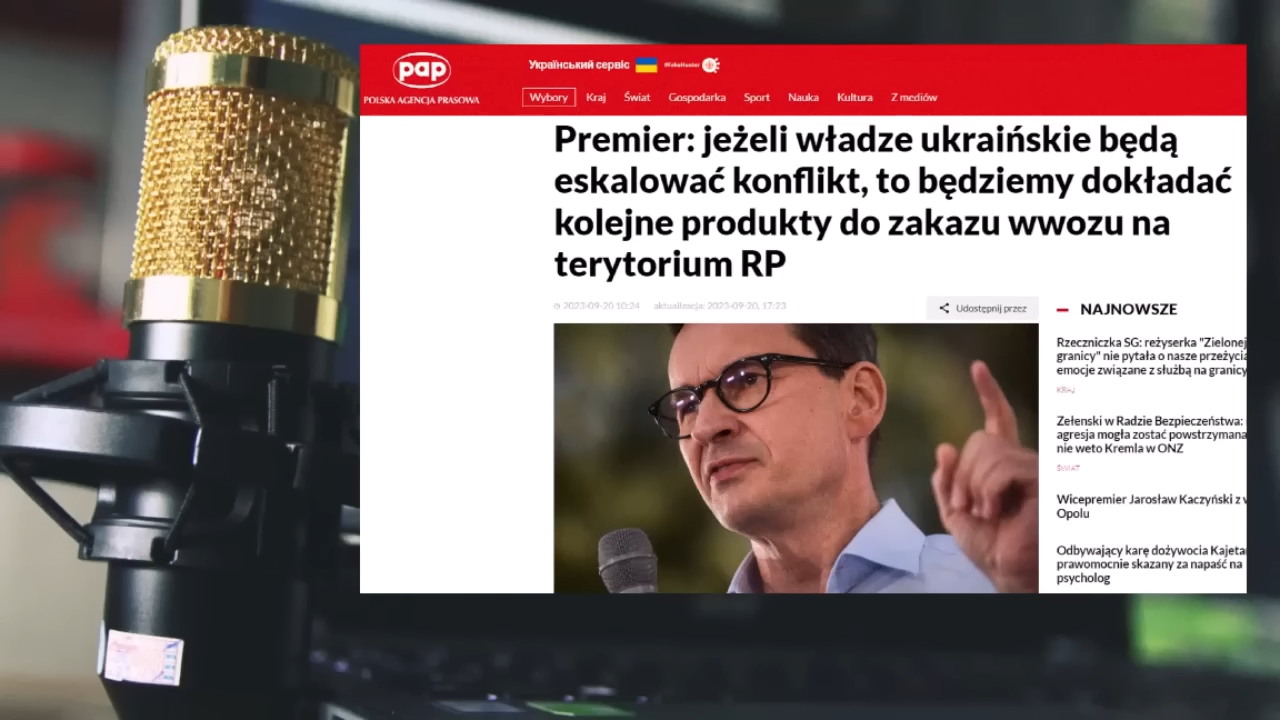 pap
POLSKA AGENCJA PRASOWA
Український сервіс
#FakeHunter
Wybory Kraj Świat Gospodarka Sport Nauka Kultura Z mediów
Premier: jeżeli władze ukraińskie będą
eskalować konflikt, to będziemy dokładać
kolejne produkty do zakazu wwozu na
terytorium RP
2023-09-20 10:24 aktualizacja: 2023-09-20, 17:23
Udostępnij przez
NAJNOWSZE
Rzeczniczka SG: reżyserka "Zielonej
granicy" nie pytała o nasze przeżycia
emocje związane z służbą na granicy
KRAJ
Zełenski w Radzie Bezpieczeństwa:
agresja mogła zostać powstrzymana
nie weto Kremla w ONZ
ŚWIAT
Wicepremier Jarosław Kaczyński z w
Opolu
Odbywający karę dożywocia Kajetan
prawomocnie skazany za napaść na
psycholog